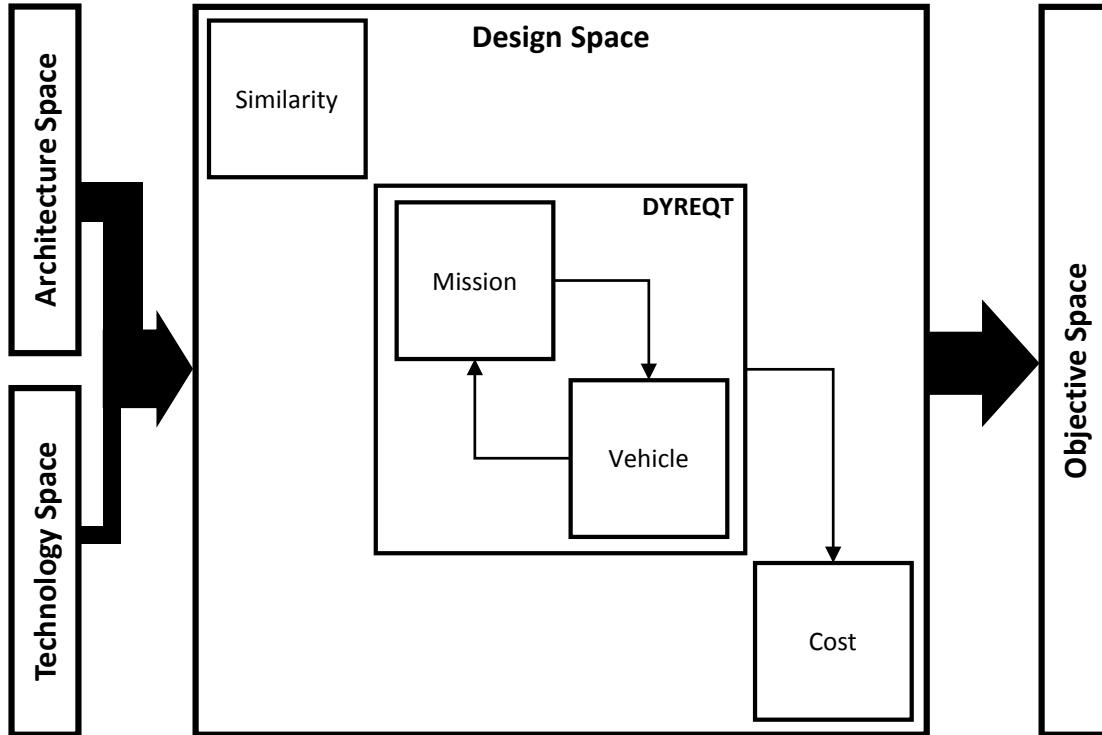 Architecture Space
Technology Space
Design Space
Similarity
DYREQT
Mission
Vehicle
Cost
Objective Space